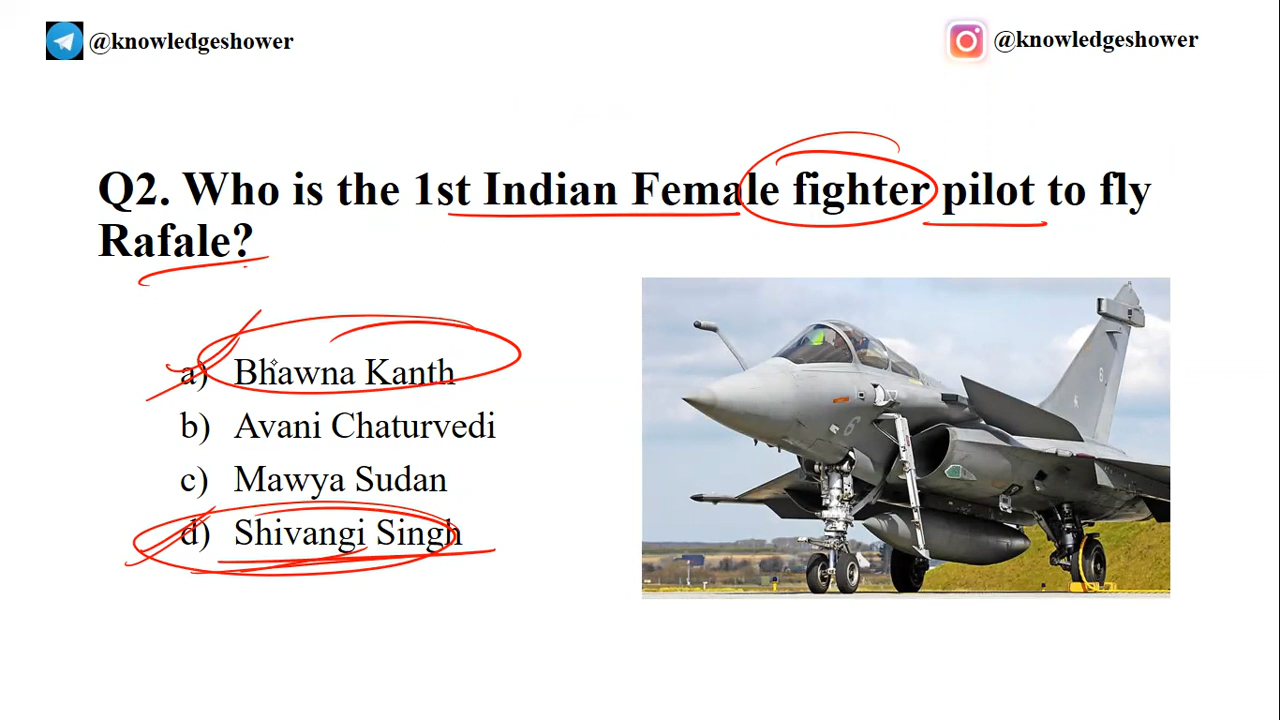 @knowledgeshower
@knowledgeshower
Q2. Who is the 1st Indian Female fighter pilot to fly
Rafale?
a) Bhawna Kanth
b) Avani Chaturvedi
c) Mawya Sudan
d) Shivangi Singh